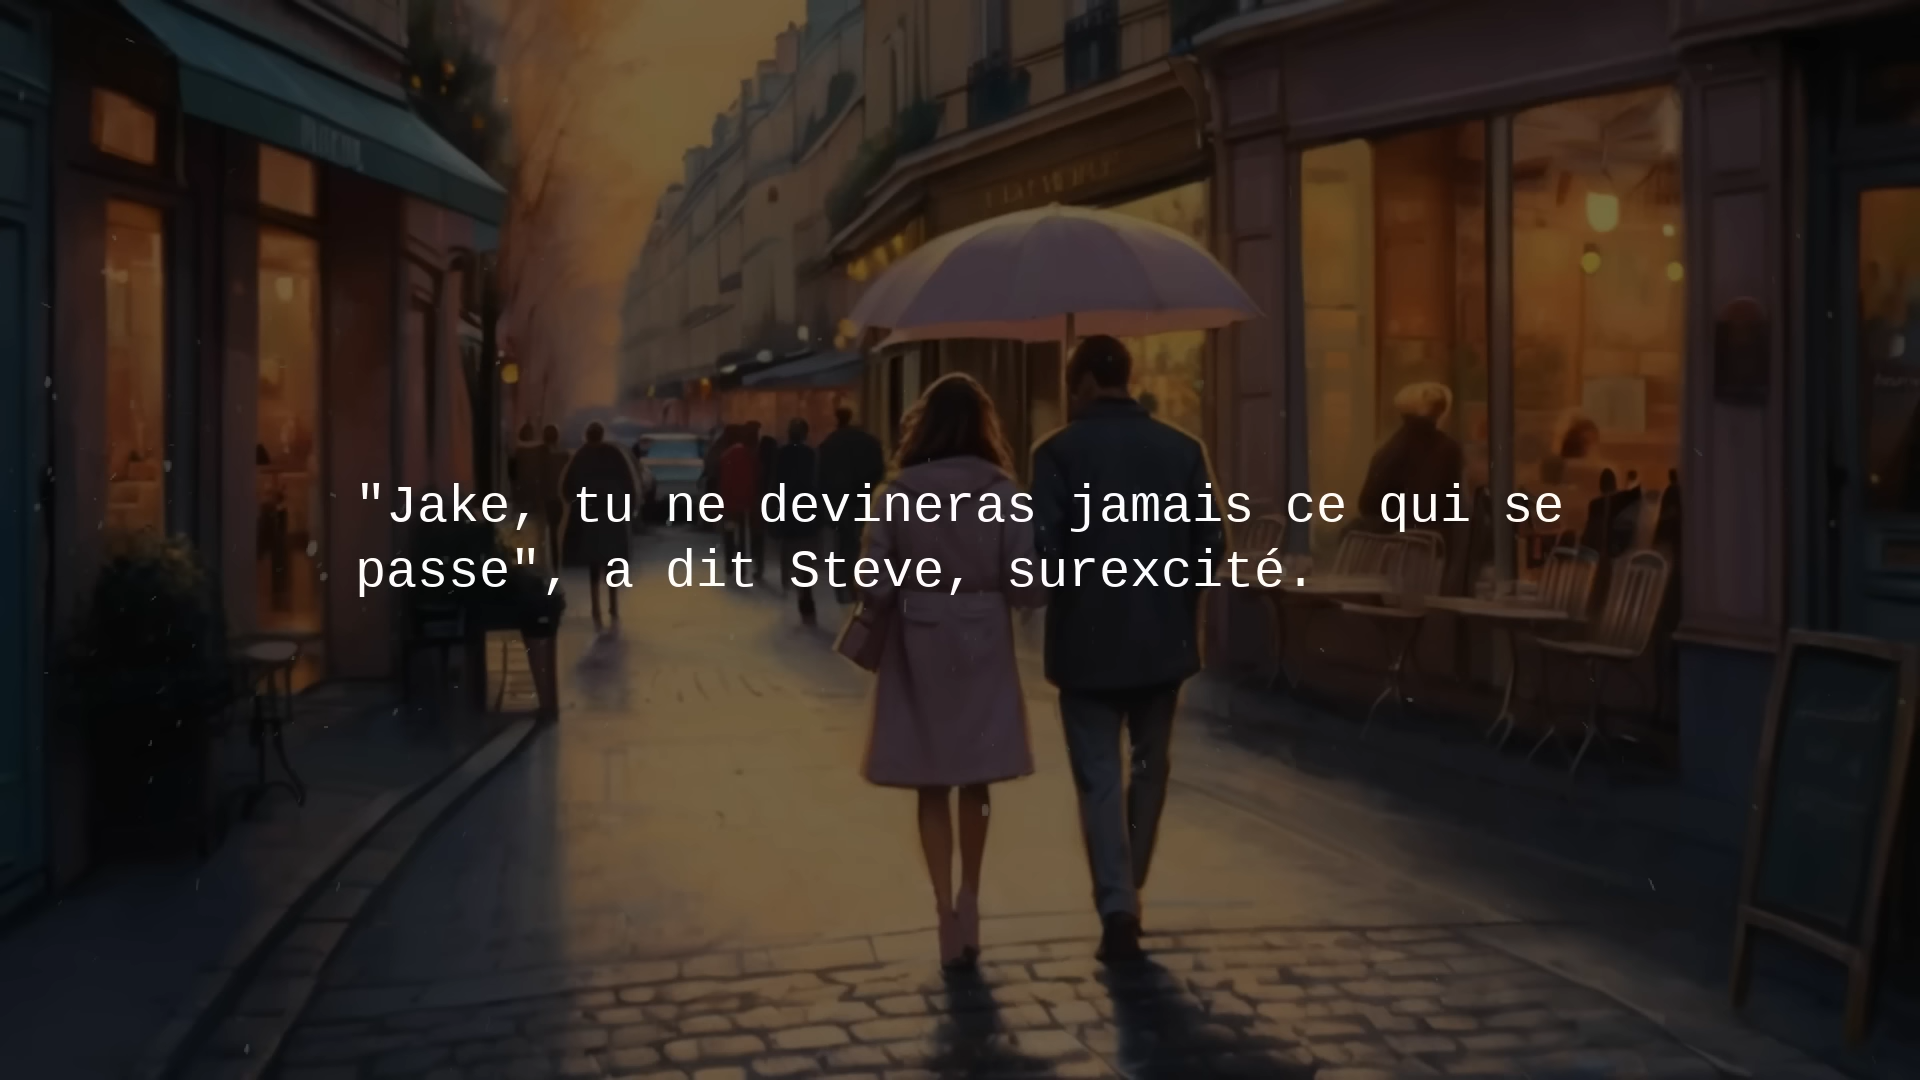 "Jake, tu ne devineras jamais ce qui se
passe", a dit Steve, surexcité.